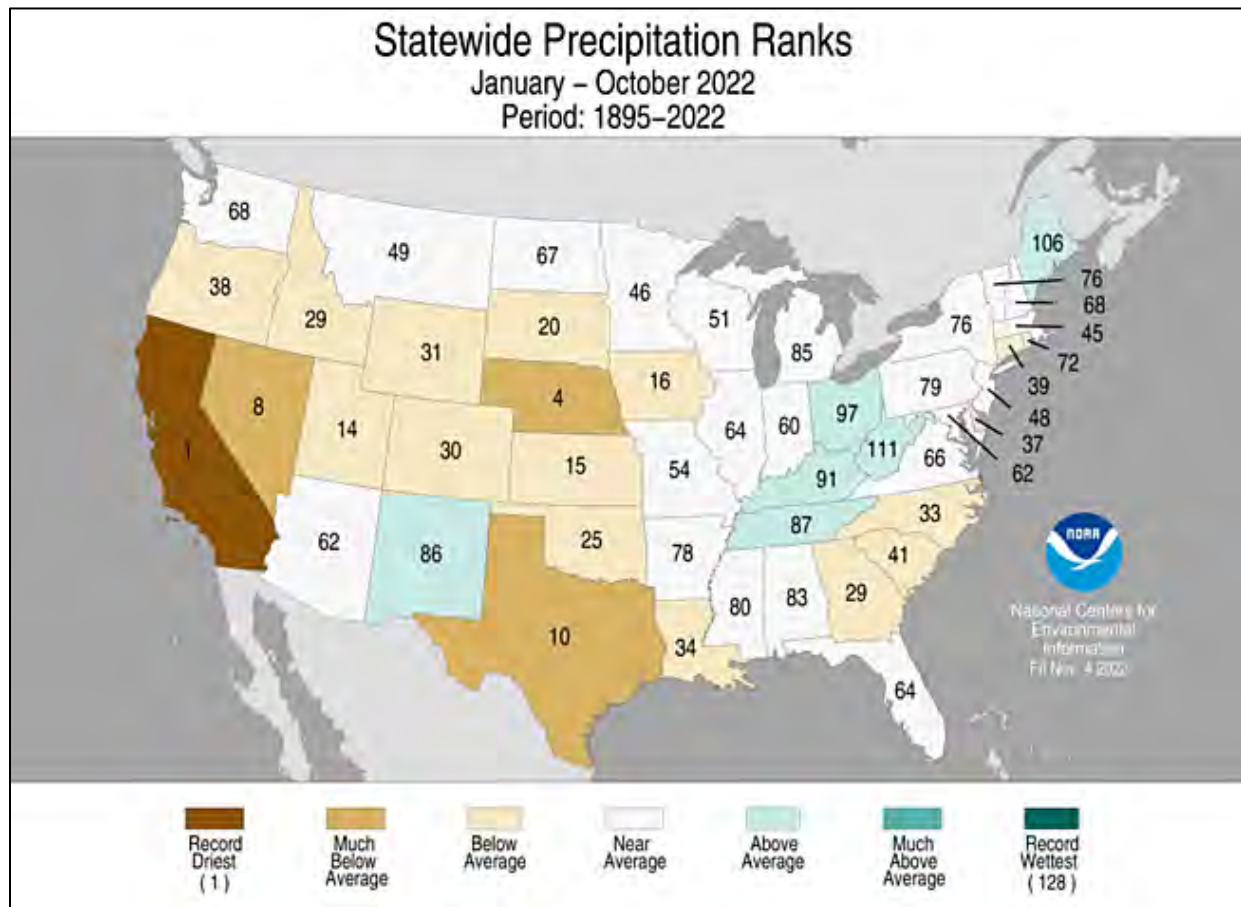 Statewide Precipitation Ranks
January – October 2022
Period: 1895–2022
68
49
67
46
106
76
68
45
72
39
48
37
62
38
29
31
20
51
85
76
79
16
4
8
14
30
15
64
60
97
111
66
1
54
91
33
87
62
86
25
78
41
80
83
29
10
34
64
NOAA
National Centers for
Environmental
Information
Fri Nov. 4 2022
Record
Driest
( 1 )
Much
Below
Average
Below
Average
Near
Average
Above
Average
Much
Above
Average
Record
Wettest
( 128 )